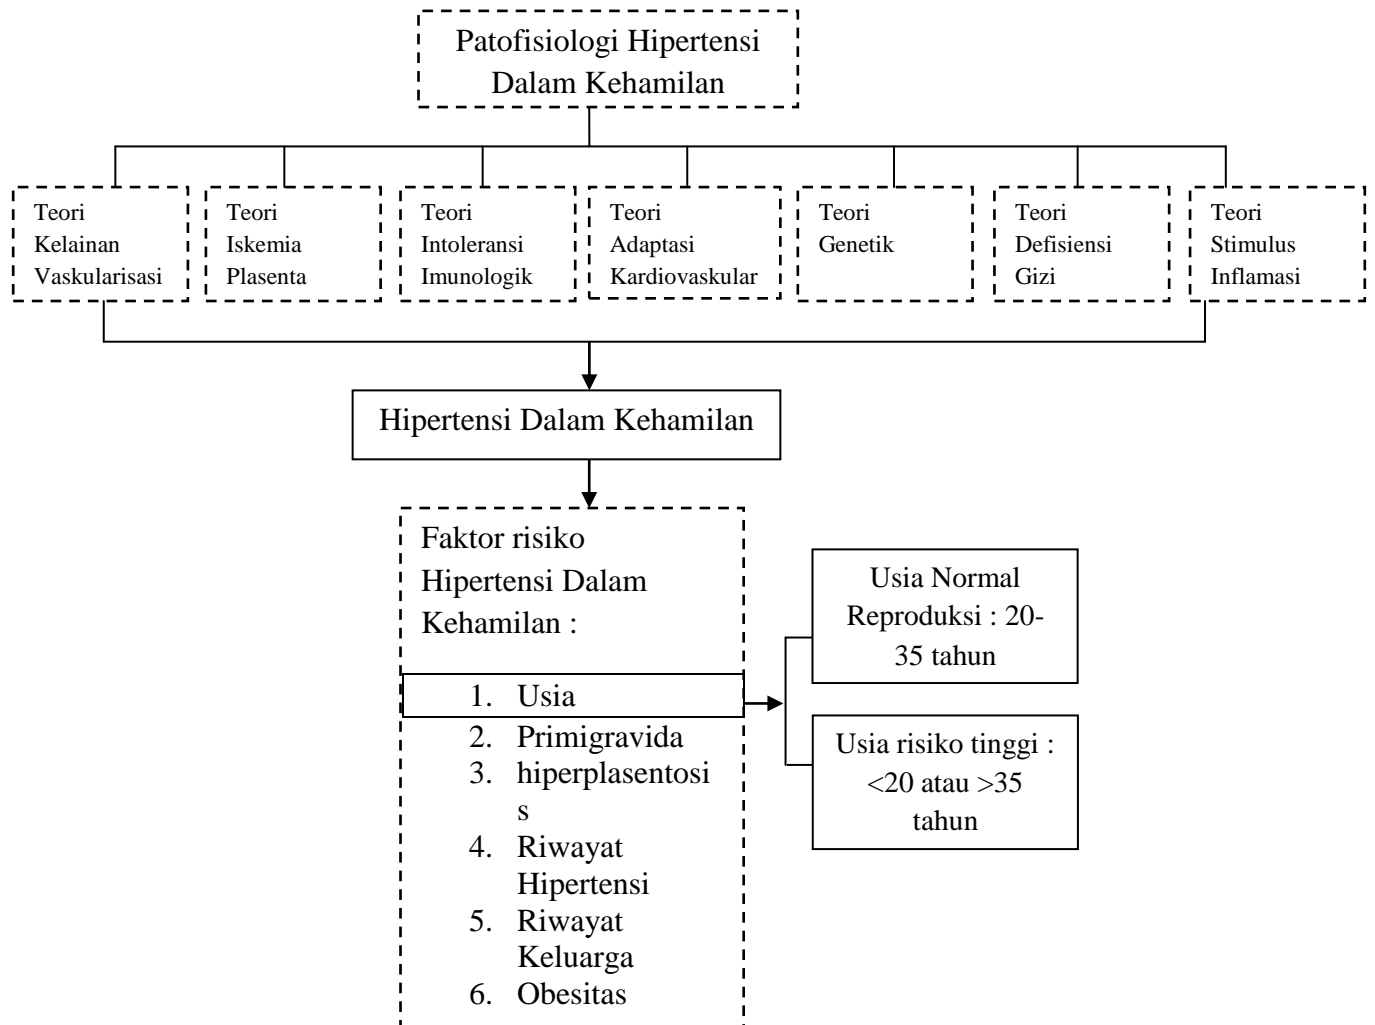 Patofisiologi Hipertensi
Dalam Kehamilan
Teori
Kelainan
Vaskularisasi
Teori
Iskemia
Plasenta
Teori
Intoleransi
Imunologik
Teori
Adaptasi
Kardiovaskular
Teori
Genetik
Teori
Defisiensi
Gizi
Teori
Stimulus
Inflamasi
Hipertensi Dalam Kehamilan
Faktor risiko
Hipertensi Dalam
Kehamilan :
1. Usia
2. Primigravida
3. hiperplasentosi
s
4. Riwayat
Hipertensi
5. Riwayat
Keluarga
6. Obesitas
Usia Normal
Reproduksi : 20-
35 tahun
Usia risiko tinggi :
<20 atau >35
tahun